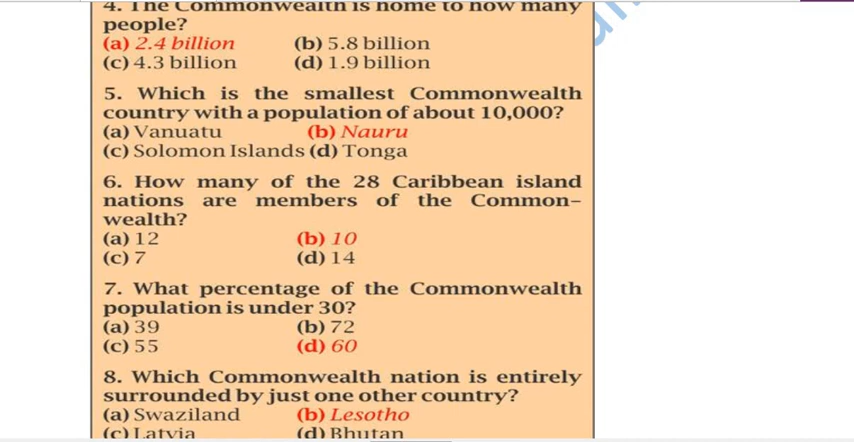 4. The Commonwealth is home to how many
people?
(a) 2.4 billion (b) 5.8 billion
(c) 4.3 billion (d) 1.9 billion
5. Which is the smallest Commonwealth
country with a population of about 10,000?
(a) Vanuatu (b) Nauru
(c) Solomon Islands (d) Tonga
6. How many of the 28 Caribbean island
nations are members of the Common-
wealth?
(a) 12 (b) 10
(c) 7 (d) 14
7. What percentage of the Commonwealth
population is under 30?
(a) 39 (b) 72
(c) 55 (d) 60
8. Which Commonwealth nation is entirely
surrounded by just one other country?
(a) Swaziland (b) Lesotho
(c) Latvia (d) Bhutan